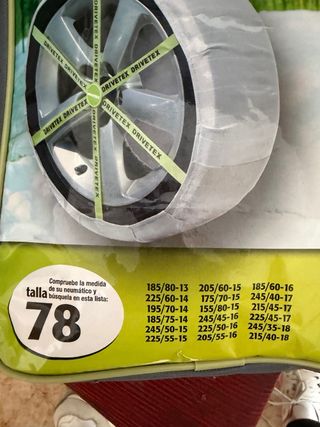 DRIVETEX DRIVETEX
DRIVETEX DRIVETEX
DRIVETEX DRIVETEX
Compruebe la medida
de su neumático y
búsquela en esta lista:
talla
78
185/80-13 205/60-15 185/60-16
225/60-14 175/70-15 245/40-17
195/70-14 155/80-15 215/45-17
185/75-14 245/45-16 225/45-17
245/50-15 225/50-16 245/35-18
225/55-15 205/55-16 215/40-18